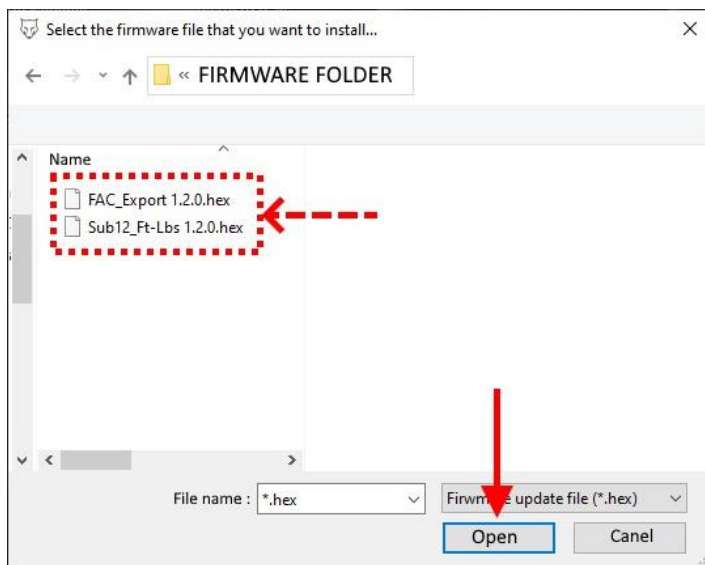 Select the firmware file that you want to install...
« FIRMWARE FOLDER
Name
FAC_Export 1.2.0.hex
Sub12_Ft-Lbs 1.2.0.hex
File name : *.hex
update file (*.hex)
Open Canel